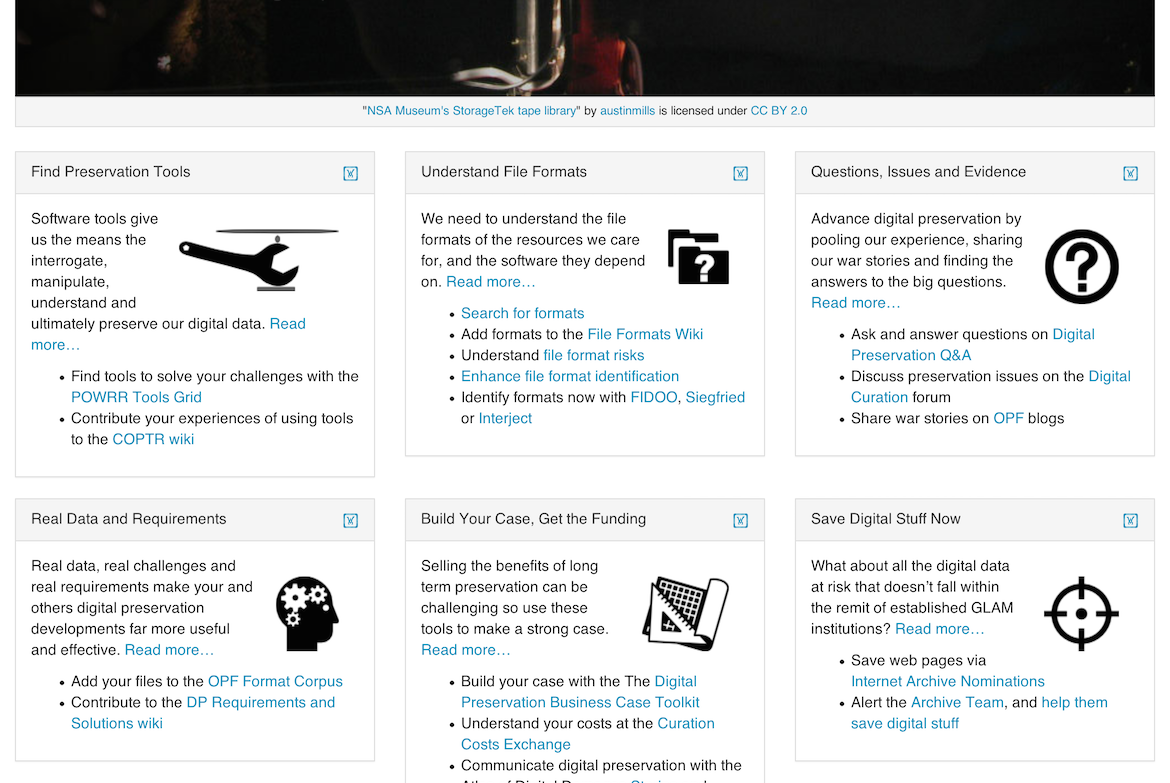 "NSA Museum's StorageTek tape library" by austinmills is licensed under CC BY 2.0
Find Preservation Tools
Software tools give
us the means the
interrogate,
manipulate,
understand and
ultimately preserve our digital data. Read
more…
• Find tools to solve your challenges with the
POWRR Tools Grid
• Contribute your experiences of using tools
to the COPTR wiki
Understand File Formats
We need to understand the file
formats of the resources we care
for, and the software they depend
on. Read more…
• Search for formats
• Add formats to the File Formats Wiki
• Understand file format risks
• Enhance file format identification
• Identify formats now with FIDOO, Siegfried
or Interject
Questions, Issues and Evidence
Advance digital preservation by
pooling our experience, sharing
our war stories and finding the
answers to the big questions.
Read more…
• Ask and answer questions on Digital
Preservation Q&A
• Discuss preservation issues on the Digital
Curation forum
• Share war stories on OPF blogs
Real Data and Requirements
Real data, real challenges and
real requirements make your and
others digital preservation
developments far more useful
and effective. Read more…
• Add your files to the OPF Format Corpus
• Contribute to the DP Requirements and
Solutions wiki
Build Your Case, Get the Funding
Selling the benefits of long
term preservation can be
challenging so use these
tools to make a strong case.
Read more…
• Build your case with the The Digital
Preservation Business Case Toolkit
• Understand your costs at the Curation
Costs Exchange
• Communicate digital preservation with the
Save Digital Stuff Now
What about all the digital data
at risk that doesn't fall within
the remit of established GLAM
institutions? Read more…
• Save web pages via
Internet Archive Nominations
• Alert the Archive Team, and help them
save digital stuff